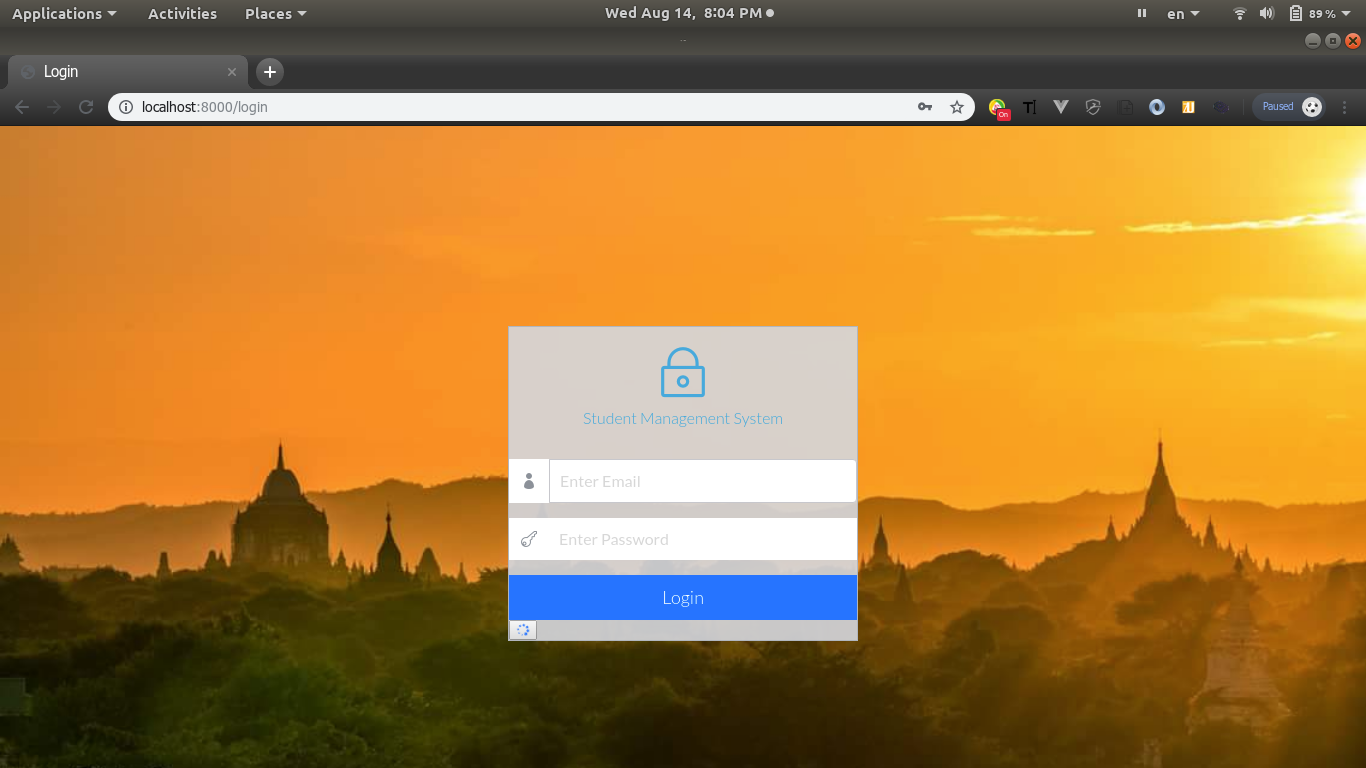 Applications Activities Places Wed Aug 14, 8:04 PM en 89 %
Login
localhost:8000/login On T Paused
Student Management System
Enter Email
Enter Password
Login